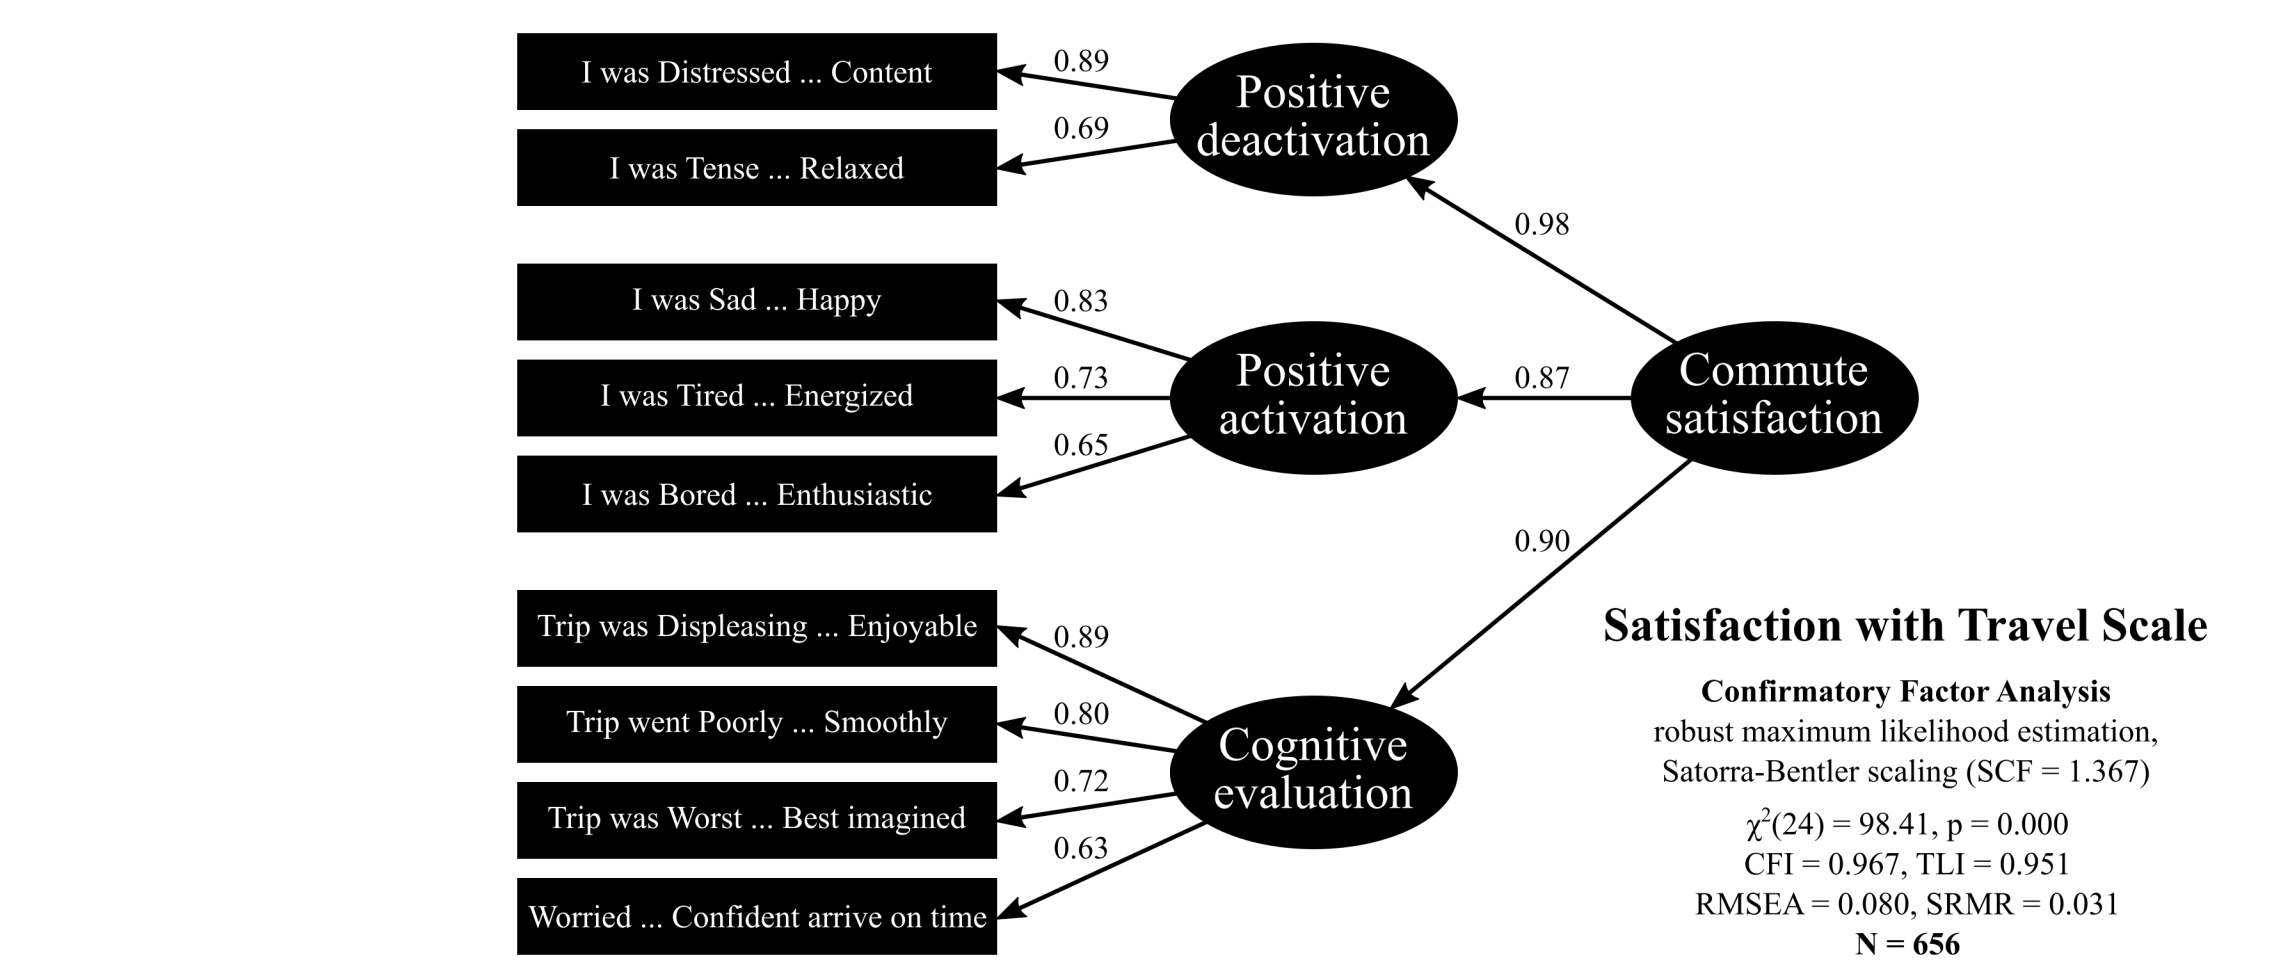 I was Distressed ... Content
0.89
Positive
deactivation
0.69
I was Tense ... Relaxed
0.98
I was Sad ... Happy
0.83
Positive
activation
0.73
I was Tired ... Energized
0.87
Commute
satisfaction
0.65
I was Bored ... Enthusiastic
0.90
Trip was Displeasing ... Enjoyable
0.89
Trip went Poorly ... Smoothly
0.80
Cognitive
evaluation
0.72
Trip was Worst ... Best imagined
0.63
Worried ... Confident arrive on time
Satisfaction with Travel Scale
Confirmatory Factor Analysis
robust maximum likelihood estimation,
Satorra-Bentler scaling (SCF = 1.367)
χ²(24) = 98.41, p = 0.000
CFI = 0.967, TLI = 0.951
RMSEA = 0.080, SRMR = 0.031
N = 656